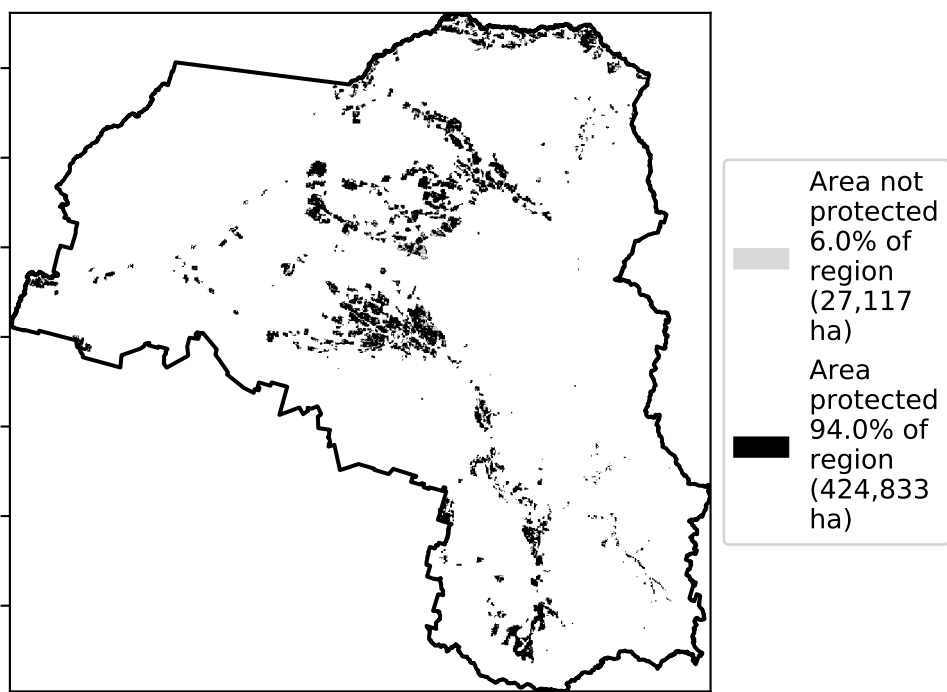 Area not
protected
6.0% of
region
(27,117
ha)
Area
protected
94.0% of
region
(424,833
ha)